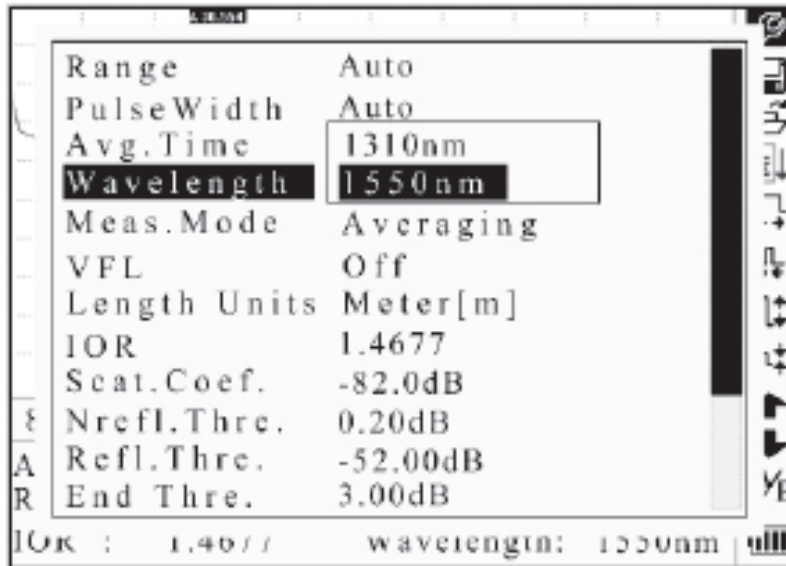 Range Auto
PulseWidth Auto
Avg.Time 1310nm
Wavelength 1550nm
Meas.Mode Averaging
VFL Off
Length Units Meter[m]
IOR 1.4677
Scat.Coef. -82.0dB
Nrefl.Thre. 0.20dB
Refl.Thre. -52.00dB
End Thre. 3.00dB
A
R
IOR : 1.4677 Wavelength: 1550nm